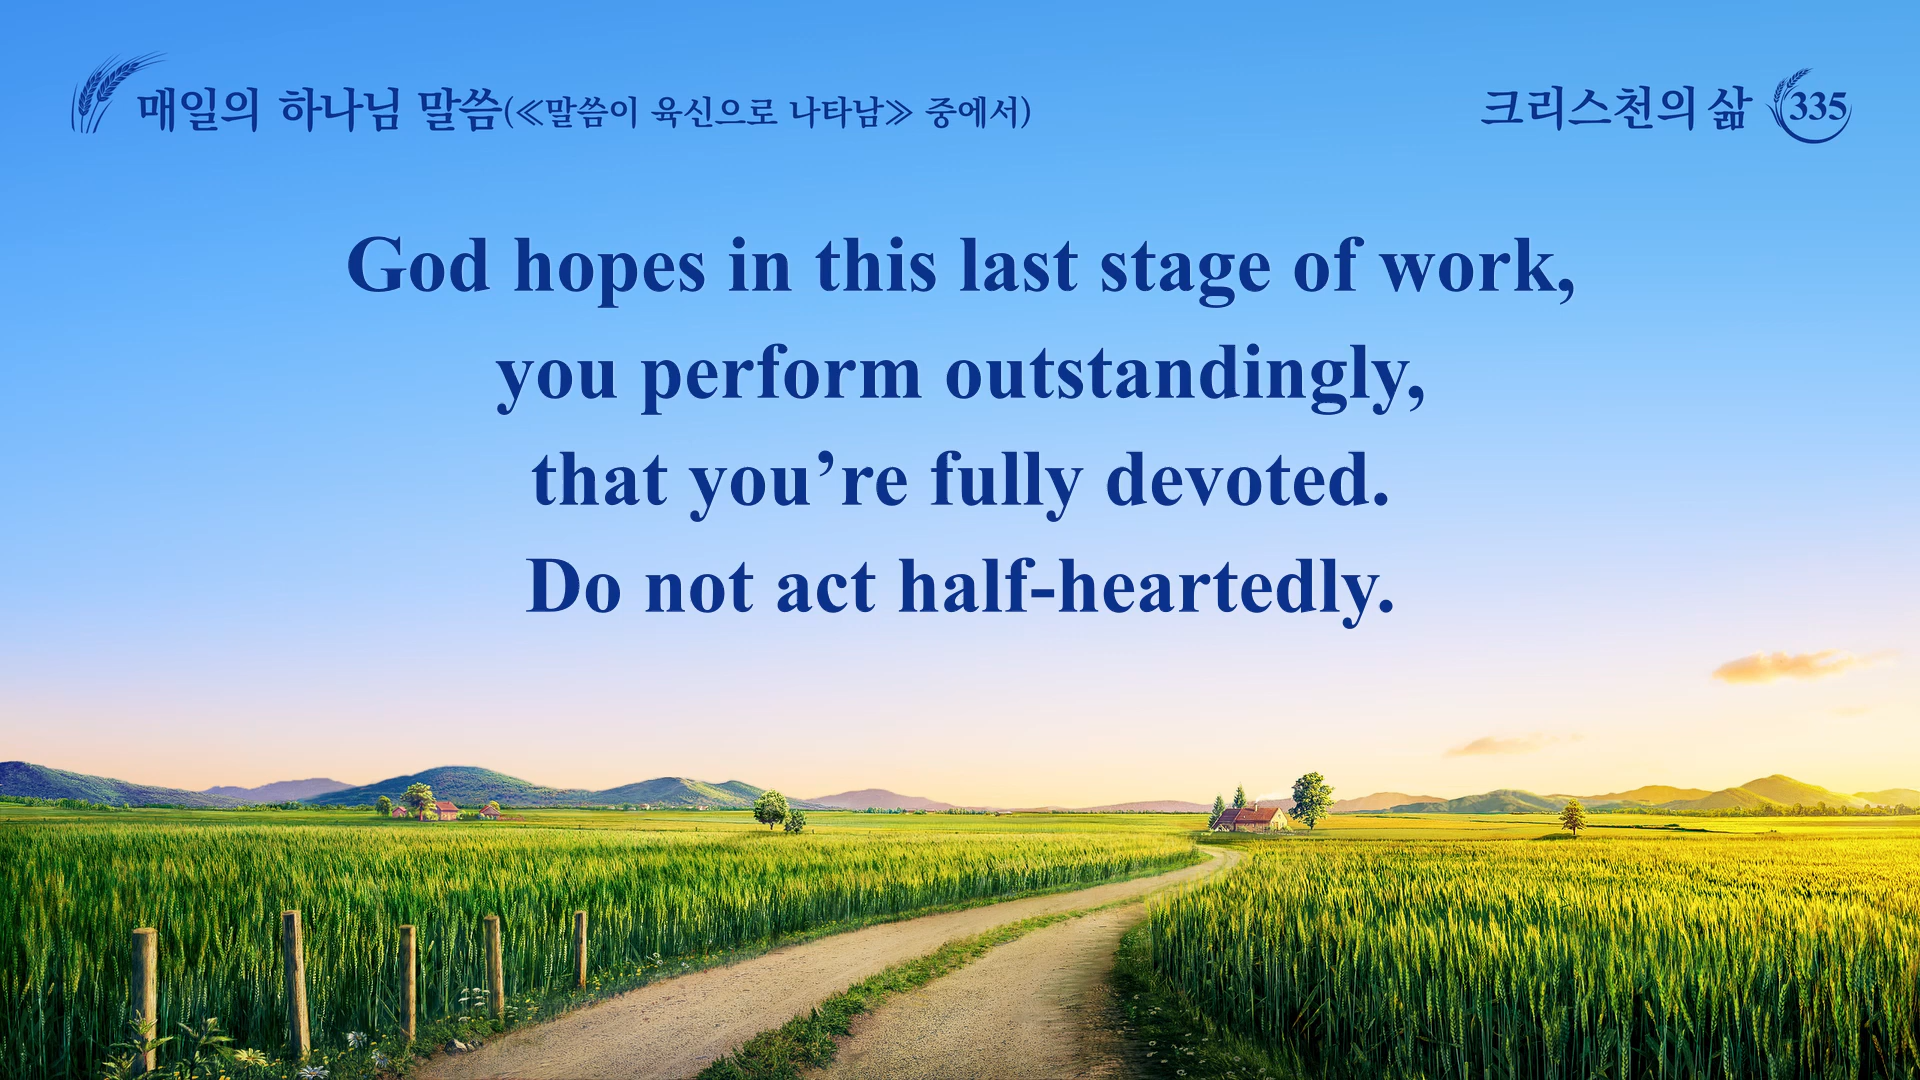 매일의 하나님 말씀(≪말씀이 육신으로 나타남≫ 중에서)
크리스천의 삶 335
God hopes in this last stage of work,
you perform outstandingly,
that you’re fully devoted.
Do not act half-heartedly.